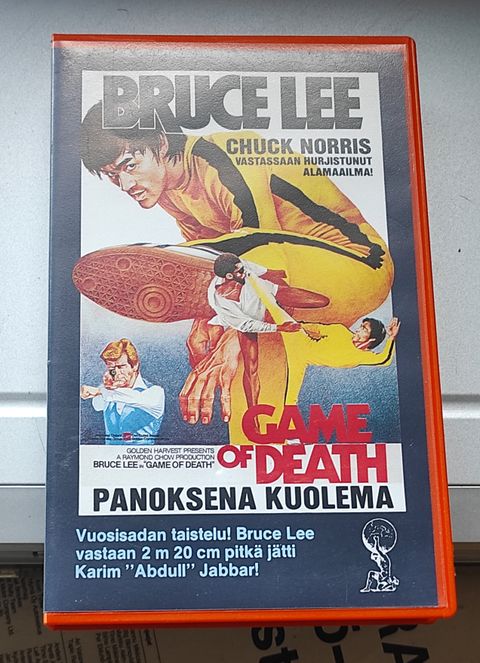 BRUCE LEE
CHUCK NORRIS
VASTASSAAN HURJISTUNUT
ALAMAAILMA!
GOLDEN HARVEST PRESENTS
A RAYMOND CHOW PRODUCTION
BRUCE LEE IN "GAME OF DEATH"
GAME
OF DEATH
PANOKSENA KUOLEMA
Vuosisadan taistelu! Bruce Lee
vastaan 2 m 20 cm pitkä jätti
Karim "Abdull" Jabbar!